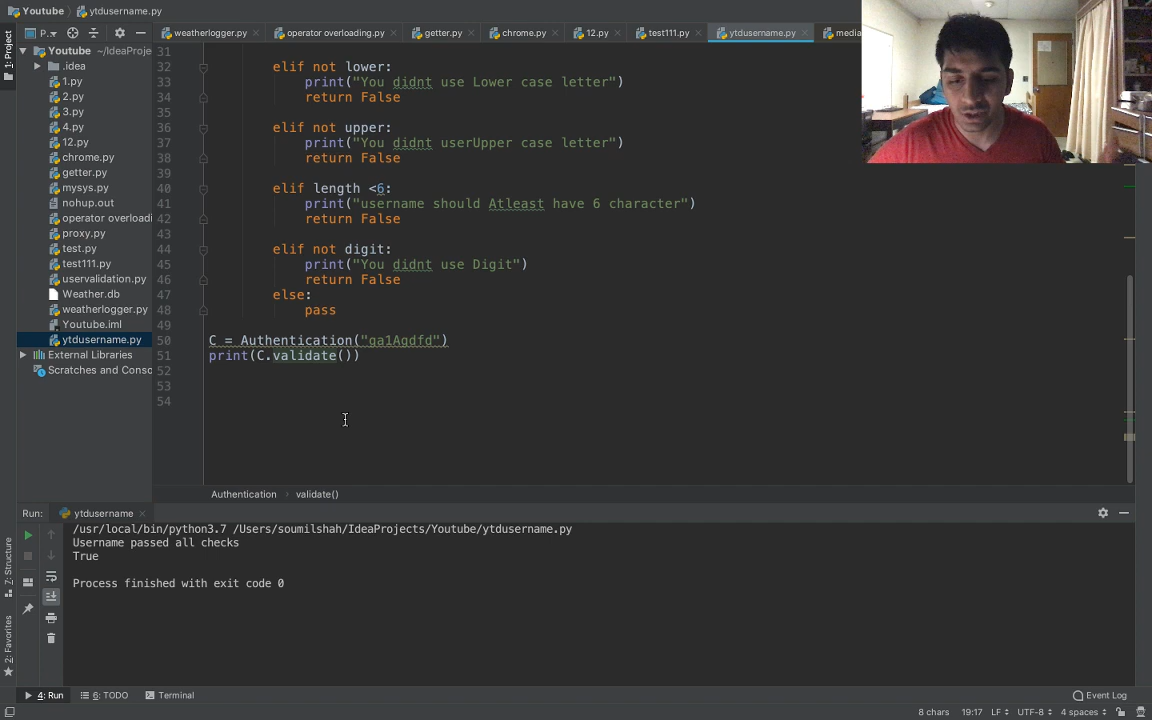 Youtube ytdusername.py
1: Project
P...
weatherlogger.py operator overloading.py getter.py chrome.py 12.py test111.py ytdusername.py media
Youtube ~/IdeaProje
.idea
1.py
2.py
3.py
4.py
12.py
chrome.py
getter.py
mysys.py
nohup.out
operator overloadi
proxy.py
test.py
test111.py
uservalidation.py
Weather.db
weatherlogger.py
Youtube.iml
ytdusername.py
External Libraries
Scratches and Consc
31
32 elif not lower:
33 print("You didnt use Lower case letter")
34 return False
35
36 elif not upper:
37 print("You didnt userUpper case letter")
38 return False
39
40 elif length <6:
41 print("username should Atleast have 6 character")
42 return False
43
44 elif not digit:
45 print("You didnt use Digit")
46 return False
47 else:
48 pass
49
50 C = Authentication("qa1Aqdfd")
51 print(C.validate())
52
53
54
Authentication validate()
Run: ytdusername
/usr/local/bin/python3.7 /Users/soumilshah/IdeaProjects/Youtube/ytdusername.py
Username passed all checks
True
Process finished with exit code 0
7: Structure
2: Favorites
4: Run 6: TODO Terminal Event Log
8 chars 19:17 LF UTF-8 4 spaces